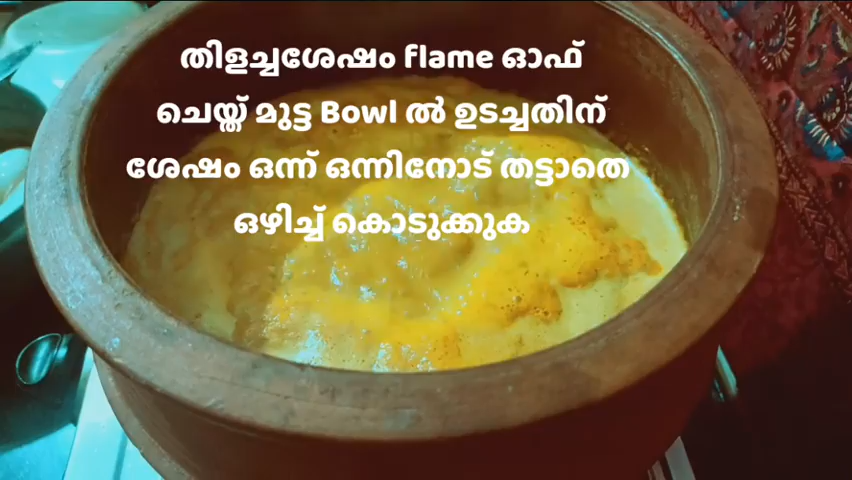 തിളച്ചശേഷം flame ഓഫ്
ചെയ്ത് മുട്ട Bowl ൽ ഉടച്ചതിന്
ശേഷം ഒന്ന് ഒന്നിനോട് തട്ടാതെ
ഒഴിച്ച് കൊടുക്കുക